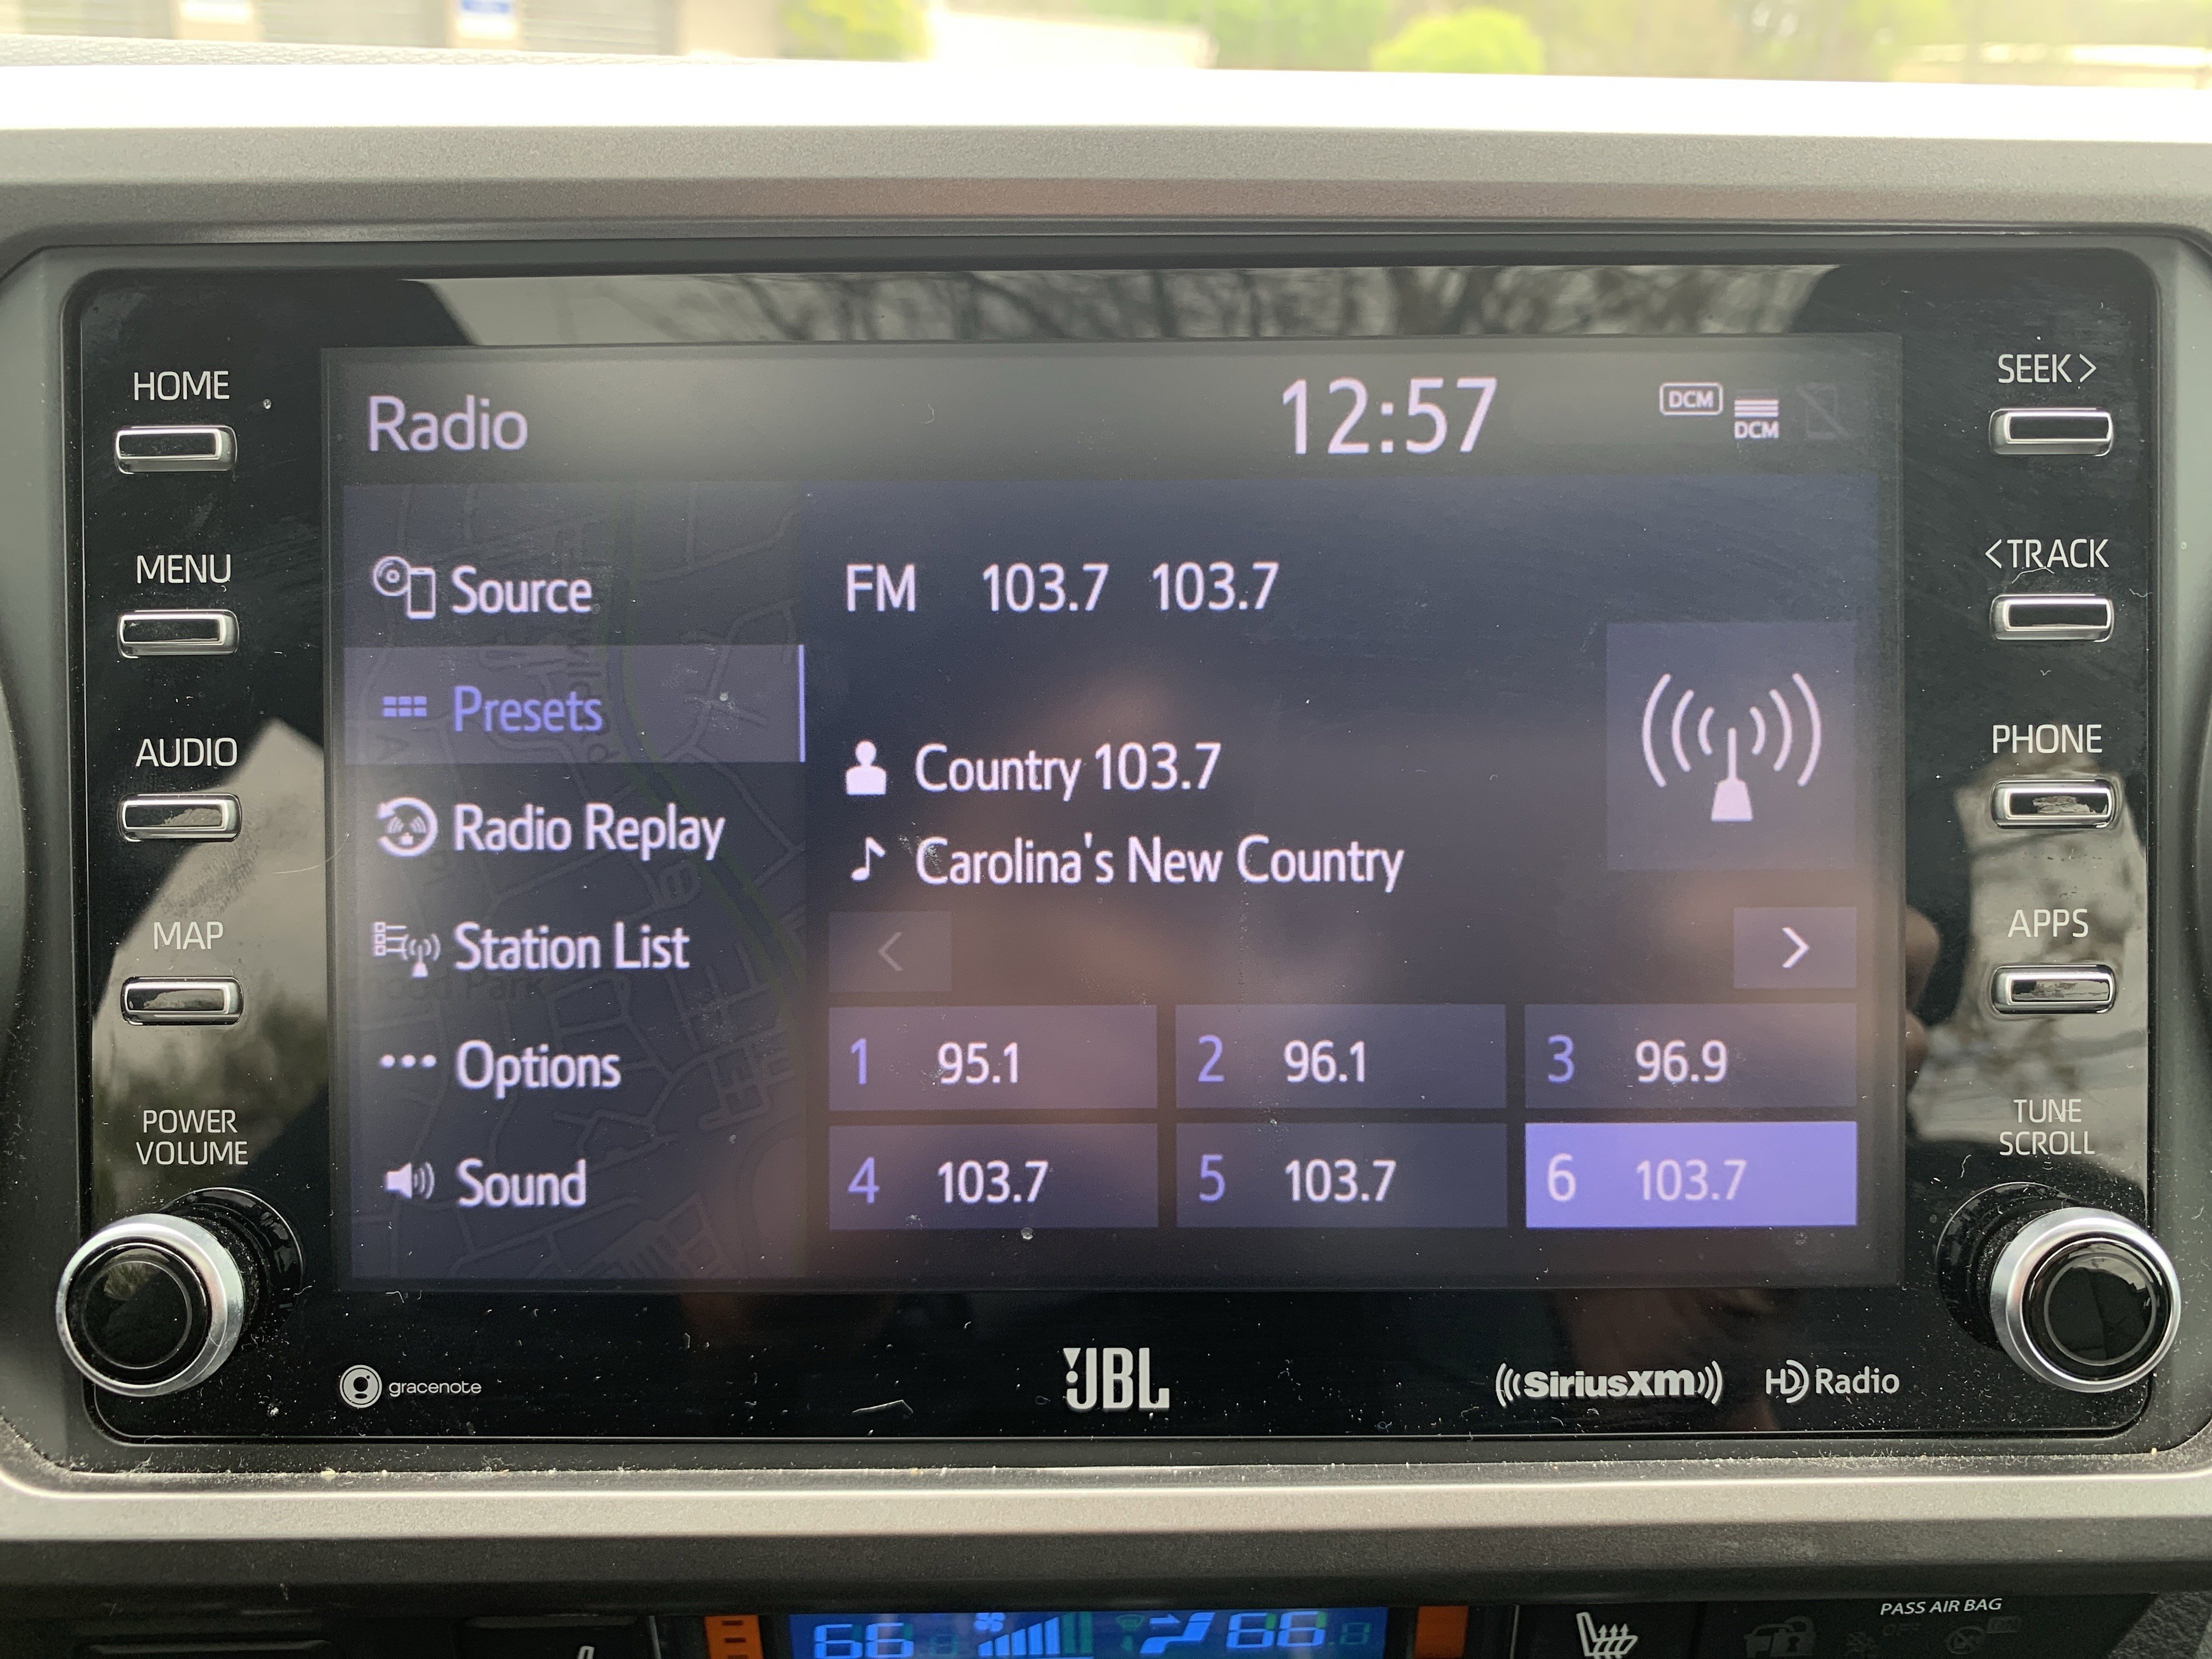 HOME
MENU
AUDIO
MAP
POWER
VOLUME
Radio
12:57
DCM
DCM
Source
Presets
Radio Replay
Station List
Options
Sound
FM 103.7 103.7
Country 103.7
Carolina's New Country
1 95.1
2 96.1
3 96.9
4 103.7
5 103.7
6 103.7
SEEK>
<TRACK
PHONE
APPS
TUNE
SCROLL
gracenote
JBL
SiriusXM
HD Radio
66
66
PASS AIR BAG